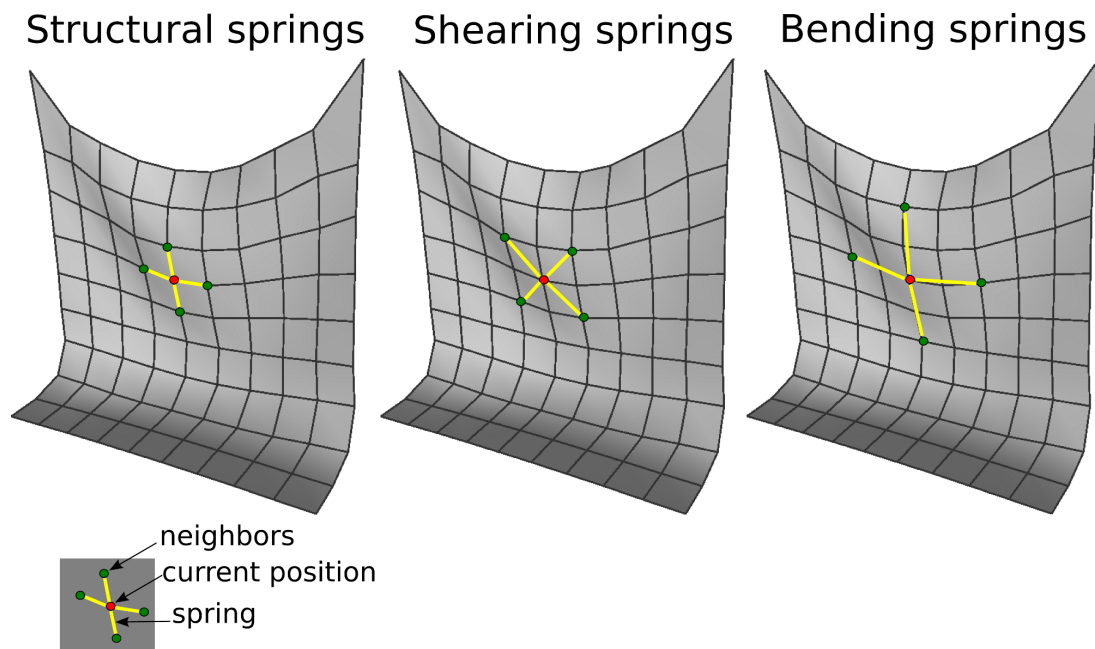 Structural springs
Shearing springs
Bending springs
neighbors
current position
spring